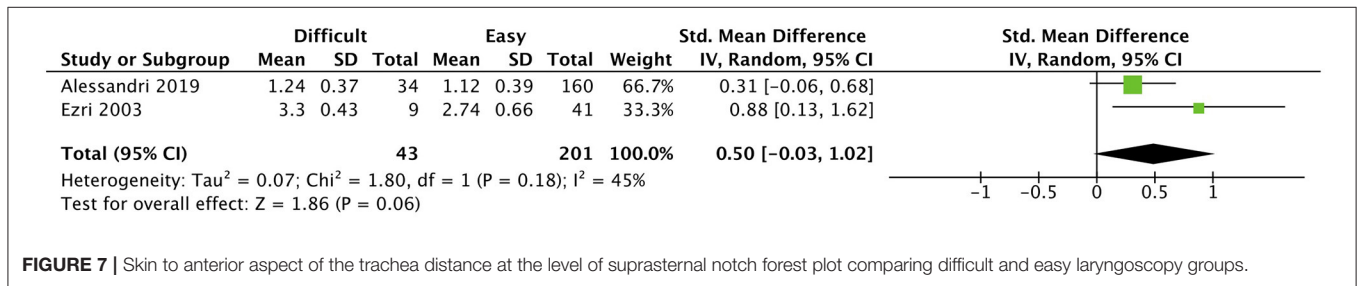 Difficult Easy Std. Mean Difference Std. Mean Difference
Study or Subgroup Mean SD Total Mean SD Total Weight IV, Random, 95% CI IV, Random, 95% CI
Alessandri 2019 1.24 0.37 34 1.12 0.39 160 66.7% 0.31 [-0.06, 0.68]
Ezri 2003 3.3 0.43 9 2.74 0.66 41 33.3% 0.88 [0.13, 1.62]
Total (95% CI) 43 201 100.0% 0.50 [-0.03, 1.02]
Heterogeneity: Tau² = 0.07; Chi² = 1.80, df = 1 (P = 0.18); I² = 45%
Test for overall effect: Z = 1.86 (P = 0.06)
-1 -0.5 0 0.5 1
FIGURE 7 | Skin to anterior aspect of the trachea distance at the level of suprasternal notch forest plot comparing difficult and easy laryngoscopy groups.